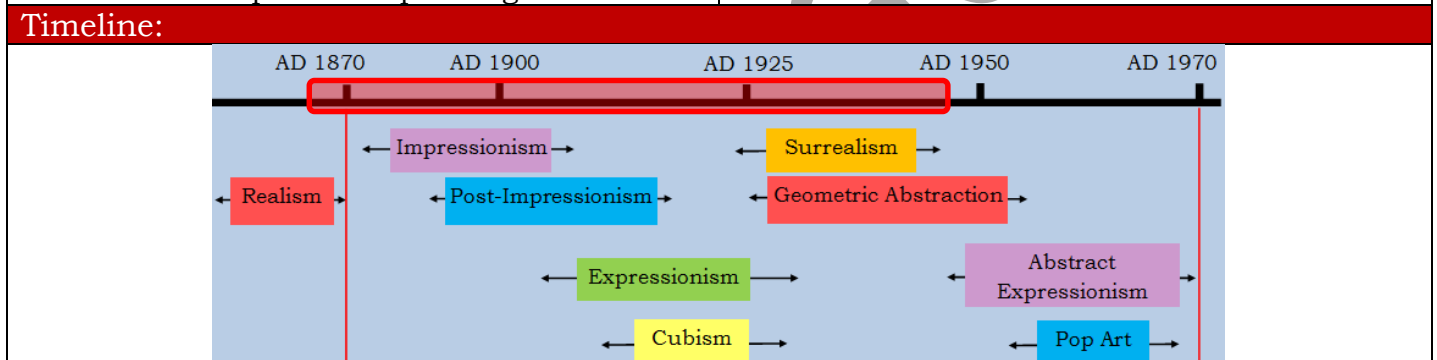 Timeline:
AD 1870 AD 1900 AD 1925 AD 1950 AD 1970
Impressionism Surrealism
Realism Post-Impressionism Geometric Abstraction
Expressionism Abstract
Expressionism
Cubism Pop Art